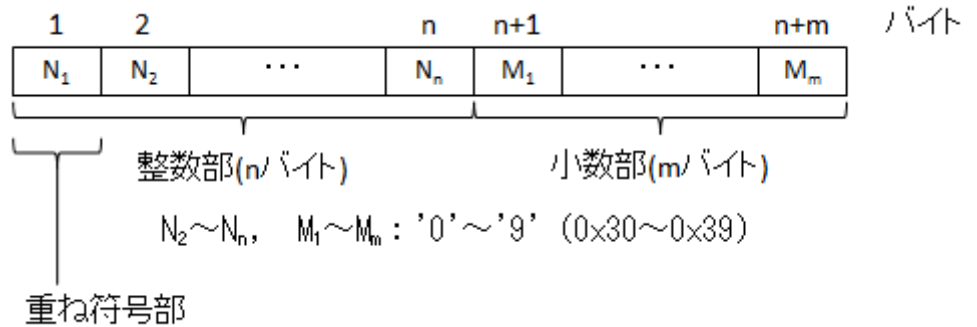 1 2 n n+1 n+m バイト
N₁ N₂ ··· Nₙ M₁ ··· Mₘ
整数部(nバイト) 小数部(mバイト)
N₂～Nₙ, M₁～Mₘ : '0'～'9' (0x30～0x39)
重ね符号部